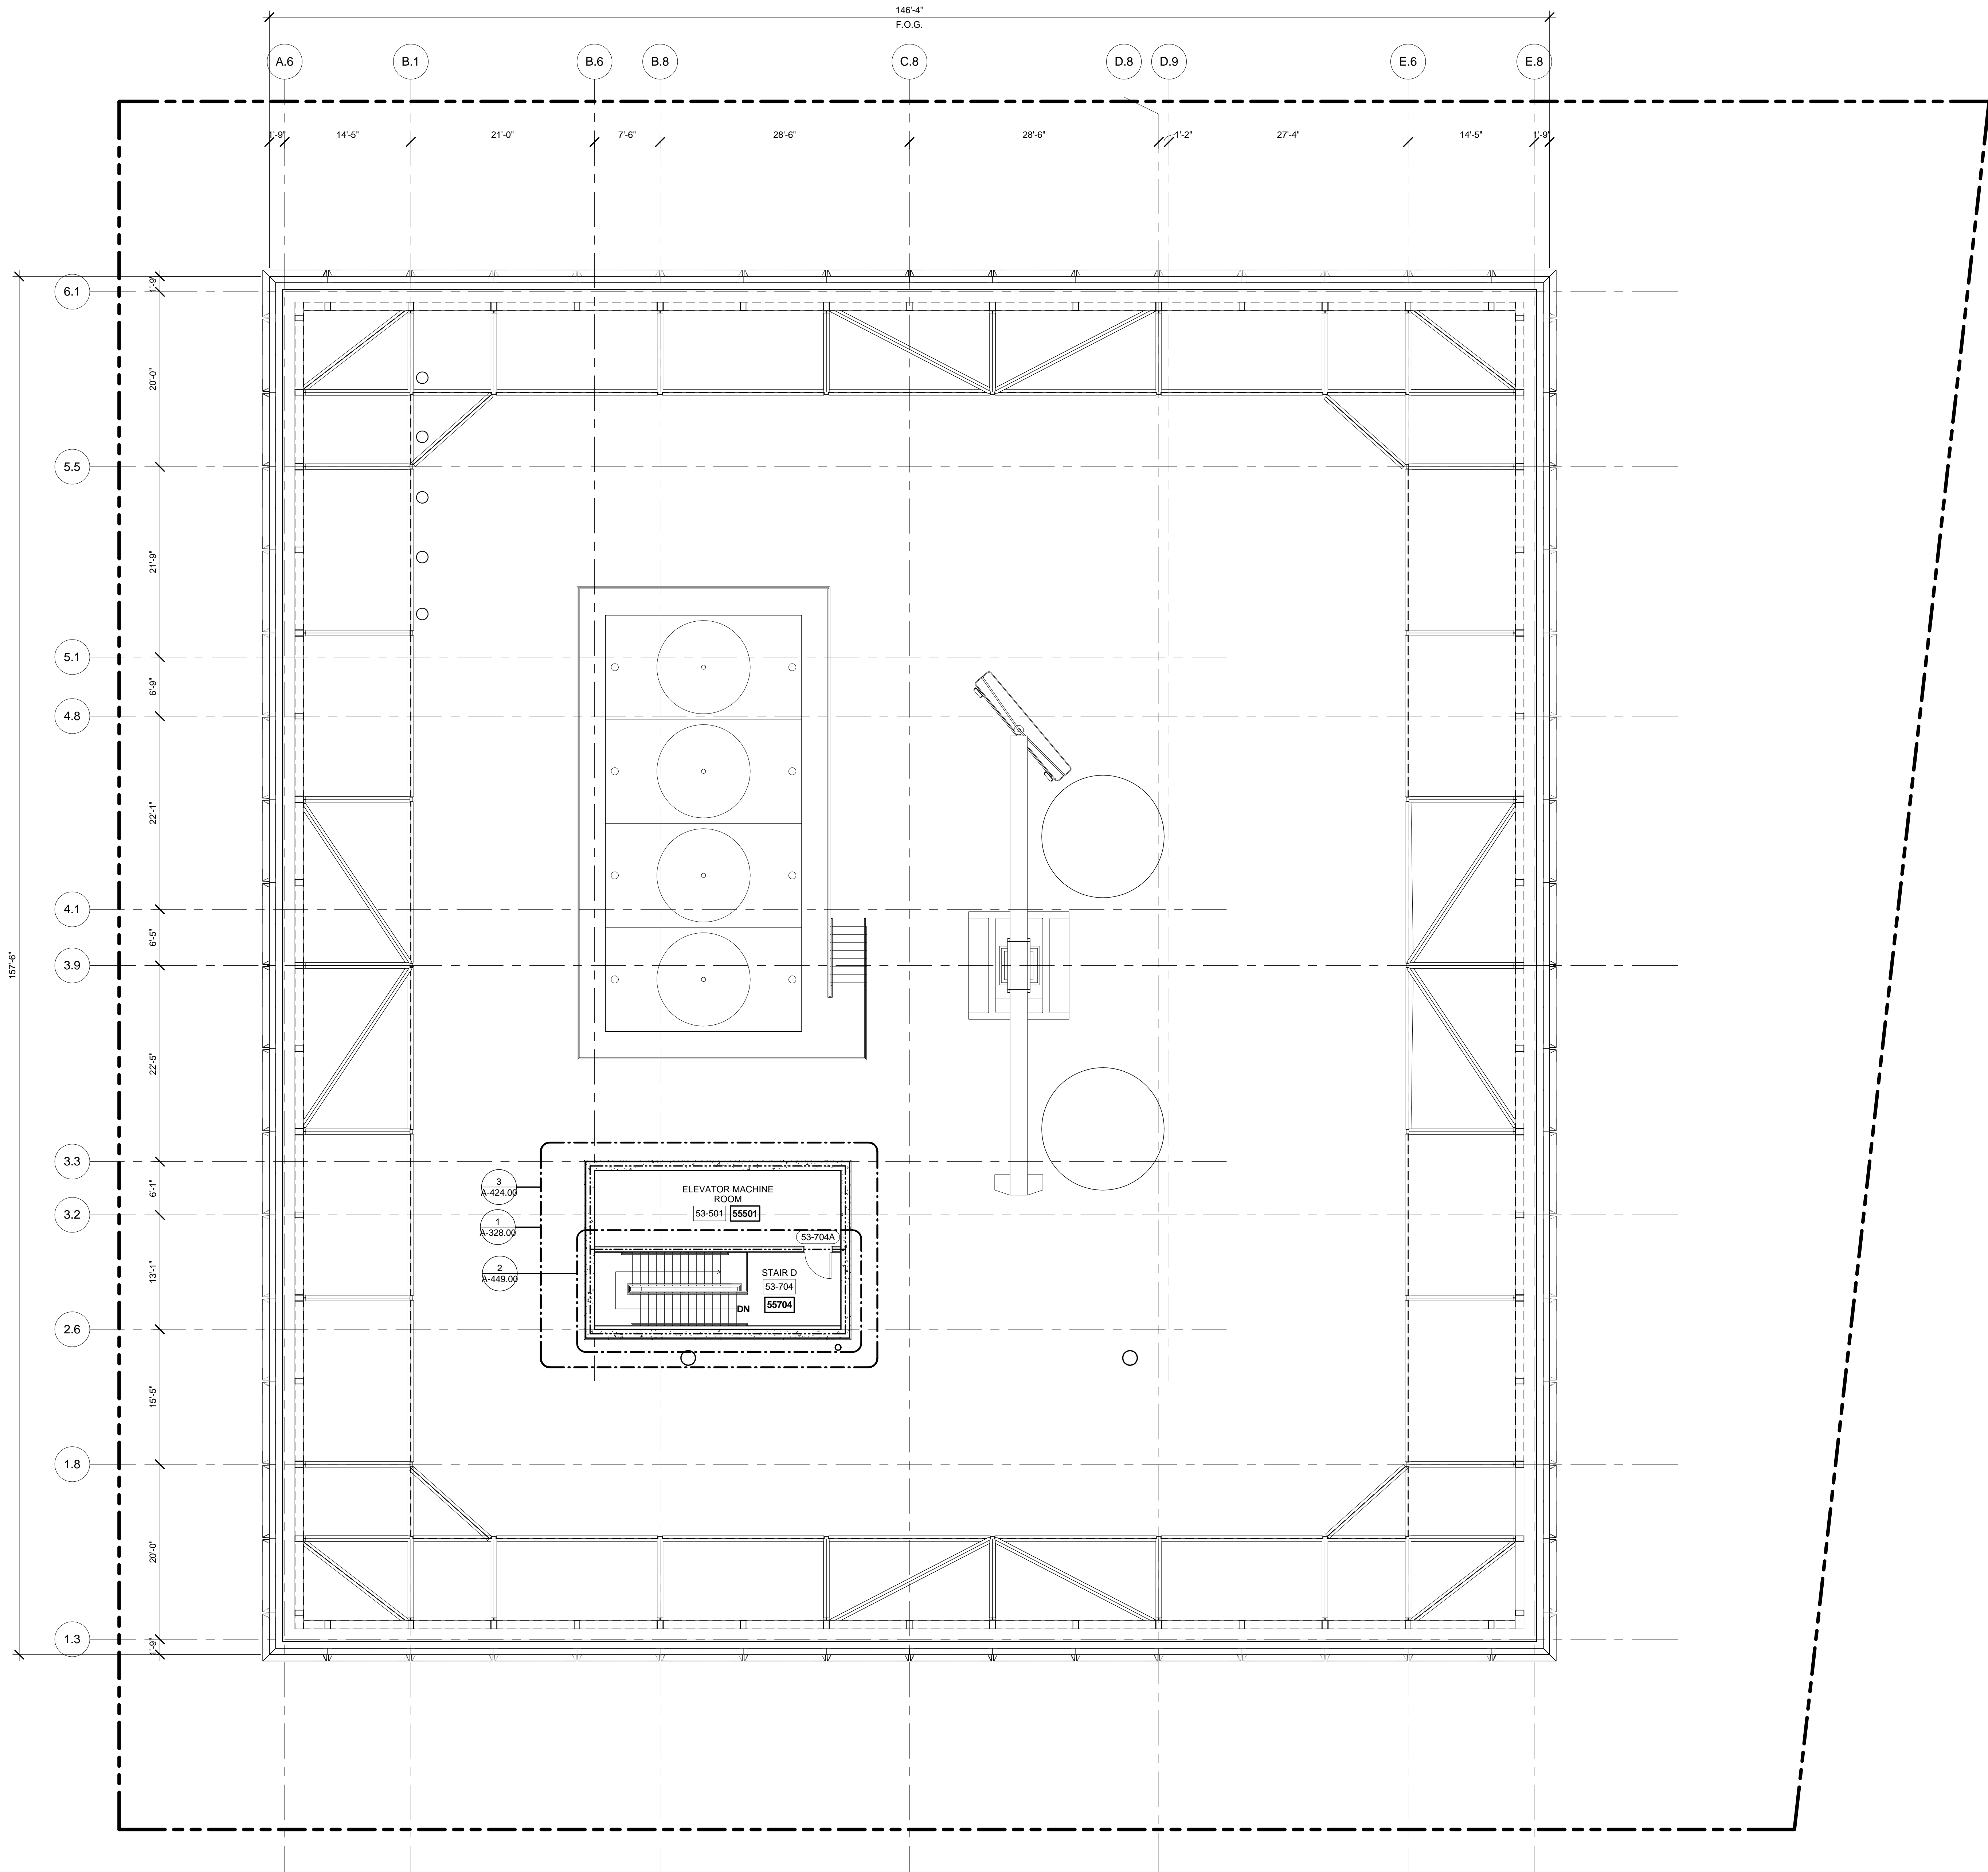 146'-4"
F.O.G.
A.6
B.1
B.6
B.8
C.8
D.8
D.9
E.6
E.8
1'-9"
14'-5"
21'-0"
7'-6"
28'-6"
28'-6"
1'-2"
27'-4"
14'-5"
1'-9"
6.1
1'-9"
20'-0"
5.5
21'-9"
5.1
6'-9"
4.8
22'-1"
4.1
6'-5"
3.9
157'-6"
22'-5"
3.3
6'-1"
3.2
13'-1"
2.6
15'-5"
1.8
20'-0"
1.3
1'-9"
3
A-424.00
1
A-328.00
2
A-449.00
ELEVATOR MACHINE
ROOM
53-501 55501
53-704A
STAIR D
53-704
55704
DN